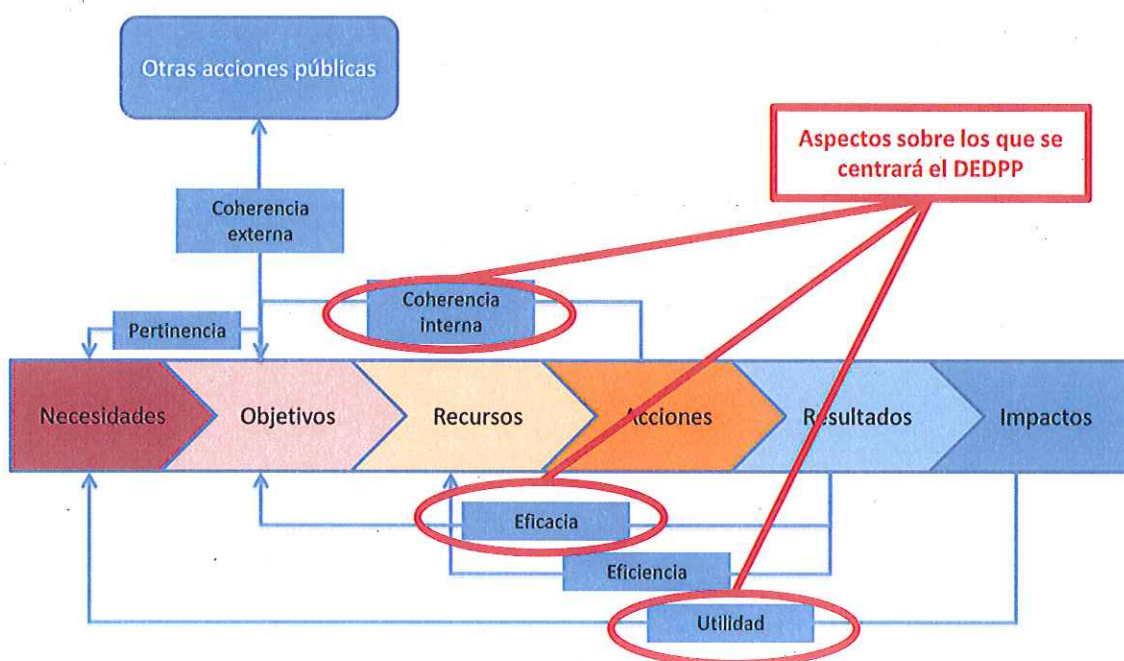 Otras acciones públicas
Aspectos sobre los que se
centrará el DEDPP
Coherencia
externa
Coherencia
interna
Pertinencia
Necesidades
Objetivos
Recursos
Acciones
Resultados
Impactos
Eficacia
Eficiencia
Utilidad